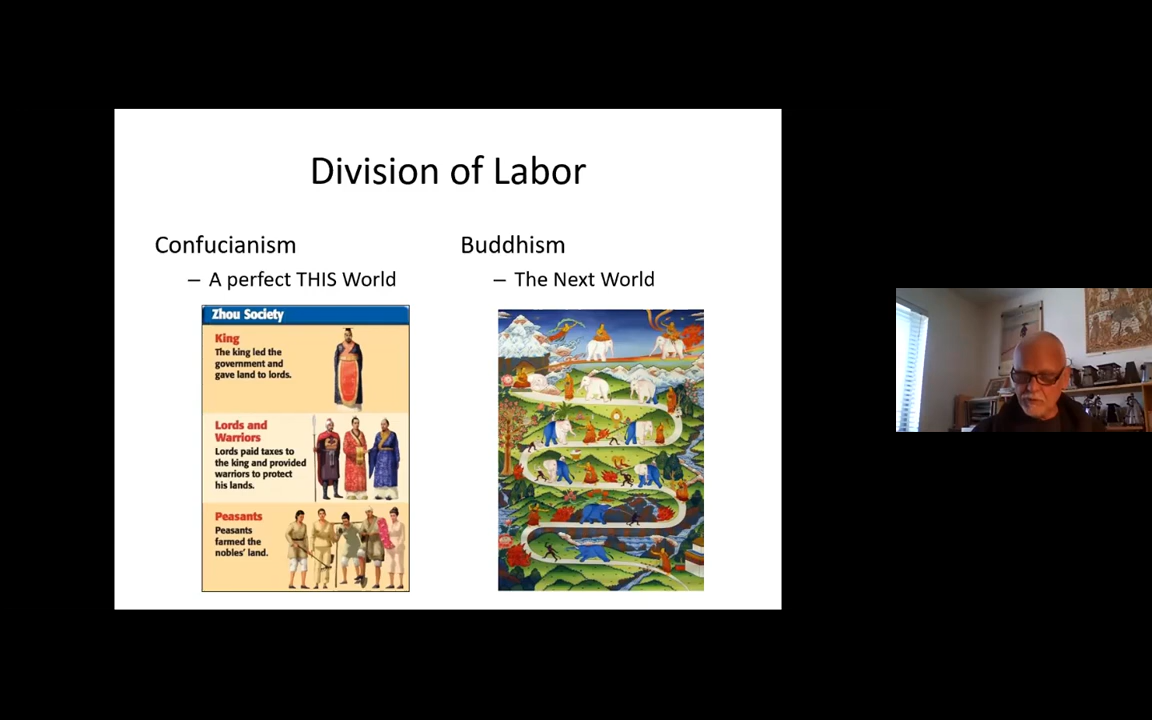 Division of Labor
Confucianism
– A perfect THIS World
Zhou Society
King
The king led the
government and
gave land to lords.
Lords and
Warriors
Lords paid taxes to
the king and provided
warriors to protect
his lands.
Peasants
Peasants
farmed the
nobles' land.
Buddhism
– The Next World